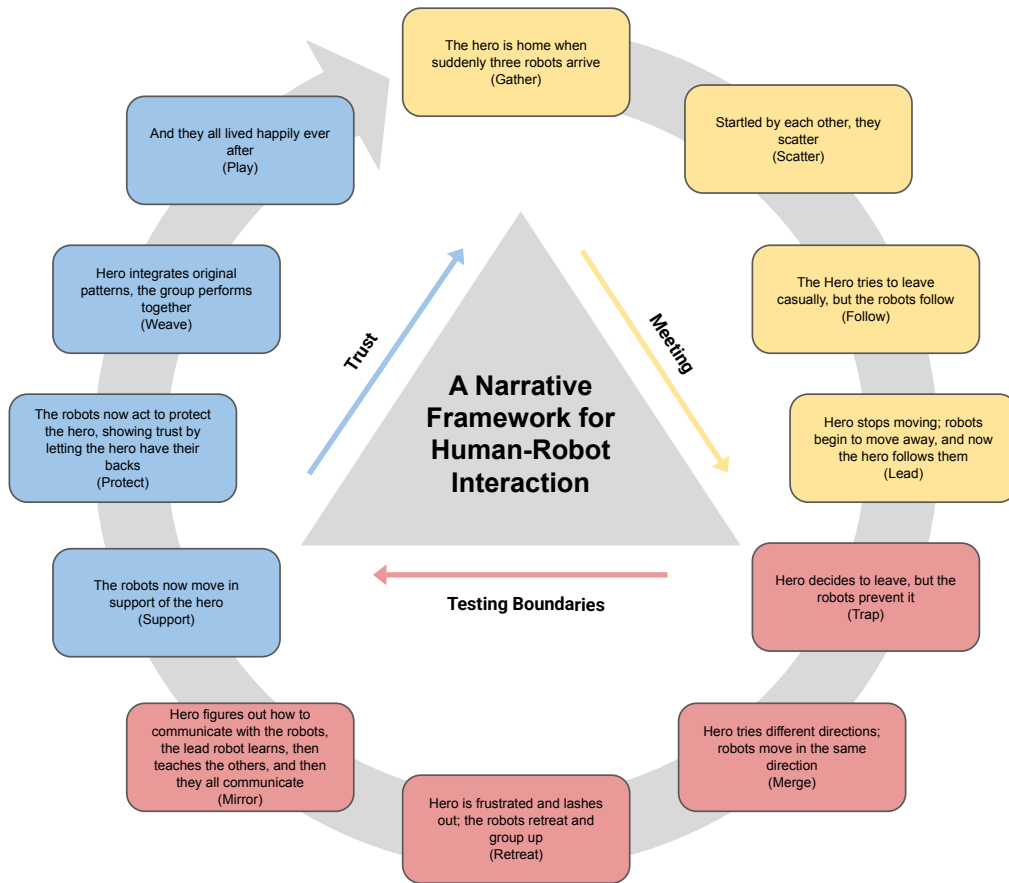 The hero is home when
suddenly three robots arrive
(Gather)
Startled by each other, they
scatter
(Scatter)
The Hero tries to leave
casually, but the robots follow
(Follow)
Hero stops moving; robots
begin to move away, and now
the hero follows them
(Lead)
Hero decides to leave, but the
robots prevent it
(Trap)
Hero tries different directions;
robots move in the same
direction
(Merge)
Hero is frustrated and lashes
out; the robots retreat and
group up
(Retreat)
Hero figures out how to
communicate with the robots,
the lead robot learns, then
teaches the others, and then
they all communicate
(Mirror)
The robots now move in
support of the hero
(Support)
The robots now act to protect
the hero, showing trust by
letting the hero have their
backs
(Protect)
Hero integrates original
patterns, the group performs
together
(Weave)
And they all lived happily ever
after
(Play)
Trust
Meeting
Testing Boundaries
A Narrative
Framework for
Human-Robot
Interaction